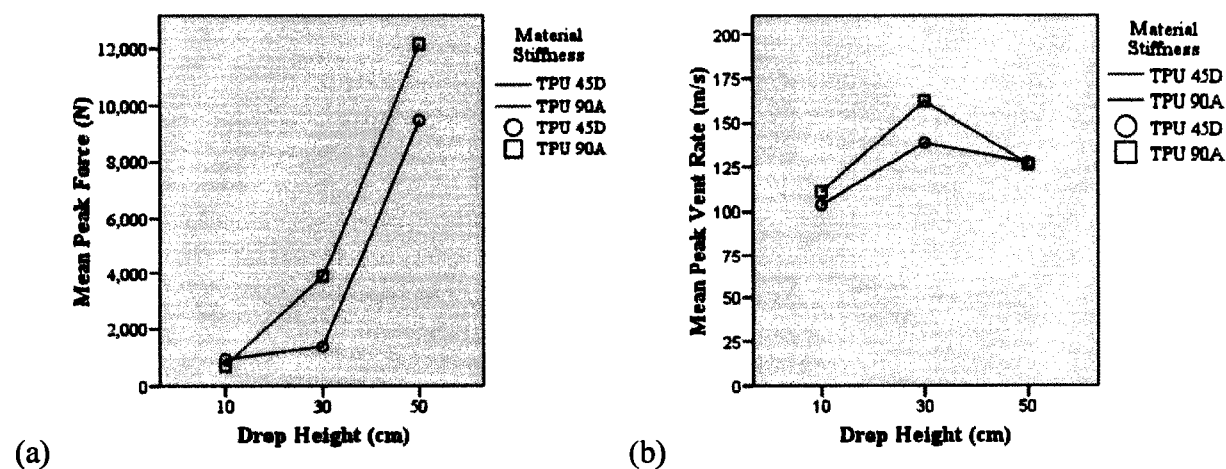 Mean Peak Force (N)
12,000
10,000
8,000
6,000
4,000
2,000
0
10
30
50
Drop Height (cm)
Material
Stiffness
TPU 45D
TPU 90A
TPU 45D
TPU 90A
(a)
Mean Peak Vent Rate (m/s)
200
175
150
125
100
75
50
25
0
10
30
50
Drop Height (cm)
Material
Stiffness
TPU 45D
TPU 90A
TPU 45D
TPU 90A
(b)